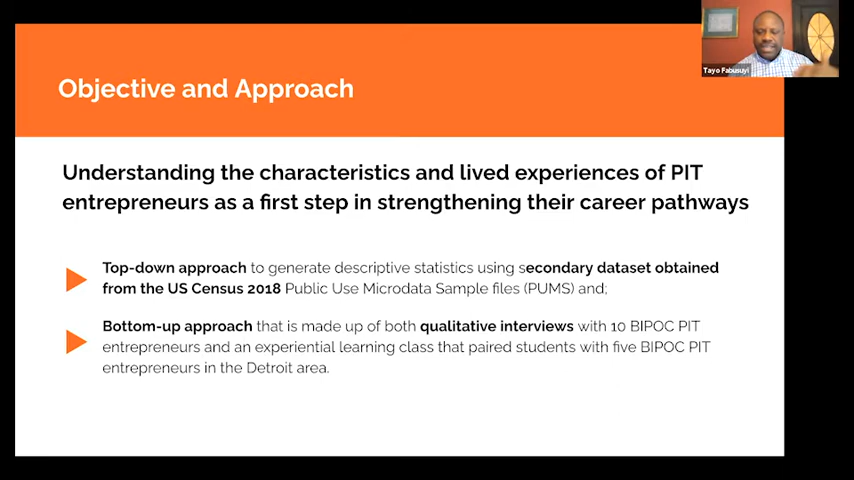 Objective and Approach
Tayo Fabusuyi
Understanding the characteristics and lived experiences of PIT
entrepreneurs as a first step in strengthening their career pathways
Top-down approach to generate descriptive statistics using secondary dataset obtained
from the US Census 2018 Public Use Microdata Sample files (PUMS) and;
Bottom-up approach that is made up of both qualitative interviews with 10 BIPOC PIT
entrepreneurs and an experiential learning class that paired students with five BIPOC PIT
entrepreneurs in the Detroit area.